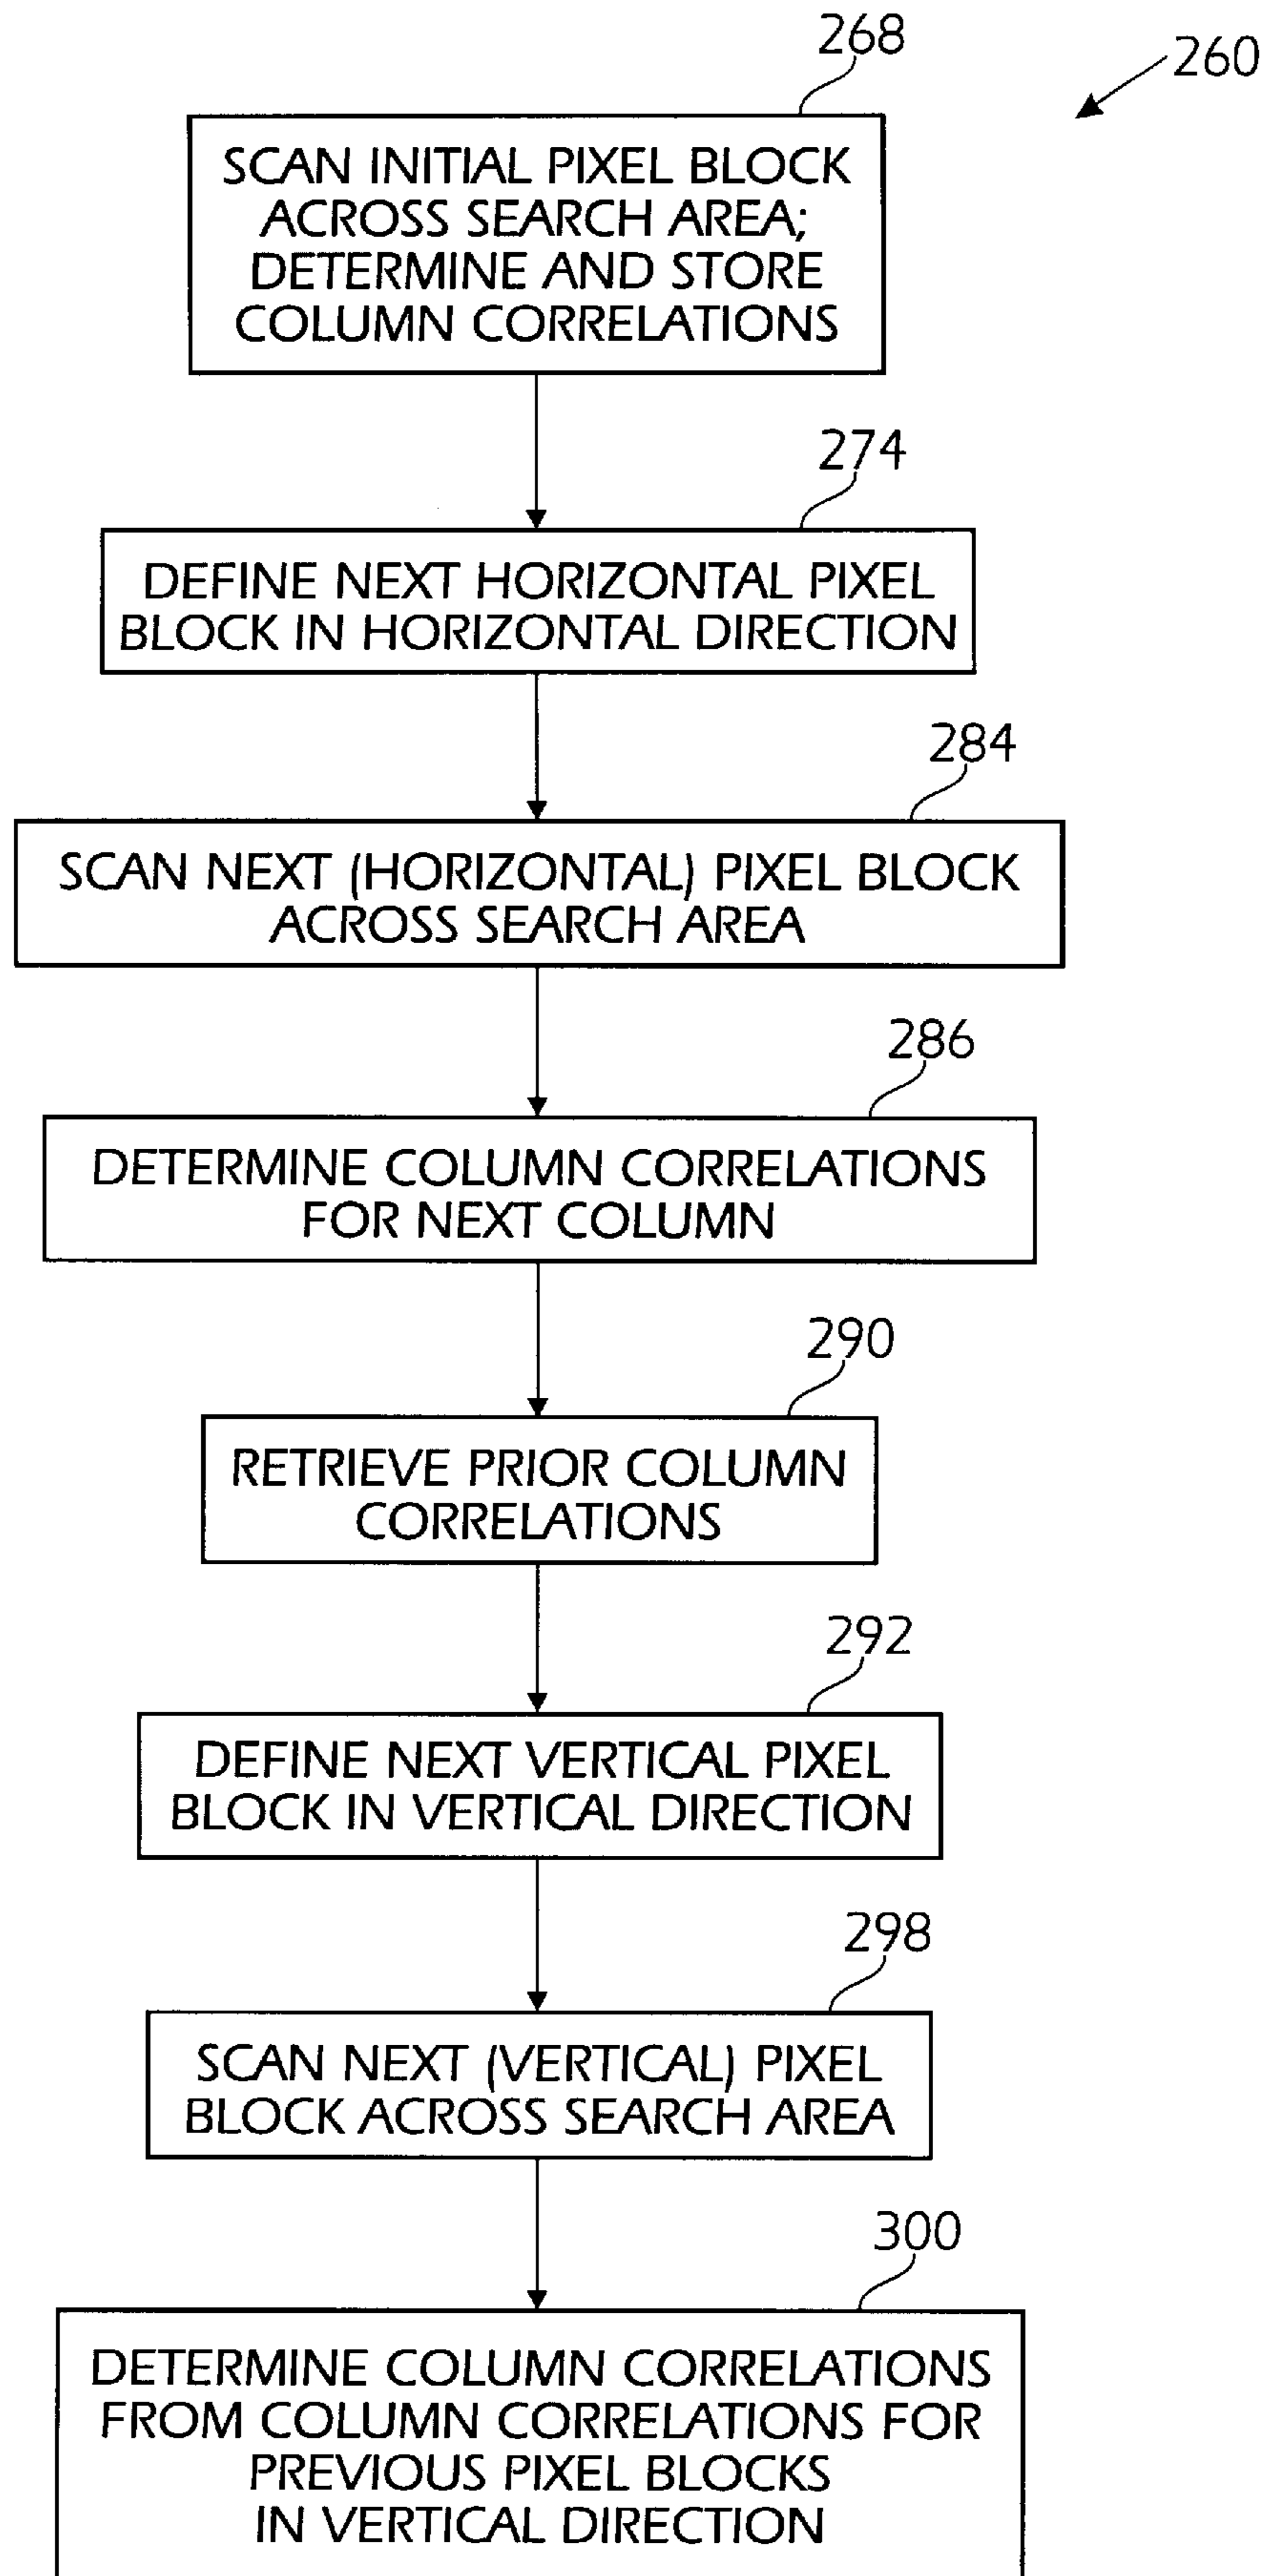 268
260
SCAN INITIAL PIXEL BLOCK
ACROSS SEARCH AREA;
DETERMINE AND STORE
COLUMN CORRELATIONS
274
DEFINE NEXT HORIZONTAL PIXEL
BLOCK IN HORIZONTAL DIRECTION
284
SCAN NEXT (HORIZONTAL) PIXEL BLOCK
ACROSS SEARCH AREA
286
DETERMINE COLUMN CORRELATIONS
FOR NEXT COLUMN
290
RETRIEVE PRIOR COLUMN
CORRELATIONS
292
DEFINE NEXT VERTICAL PIXEL
BLOCK IN VERTICAL DIRECTION
298
SCAN NEXT (VERTICAL) PIXEL
BLOCK ACROSS SEARCH AREA
300
DETERMINE COLUMN CORRELATIONS
FROM COLUMN CORRELATIONS FOR
PREVIOUS PIXEL BLOCKS
IN VERTICAL DIRECTION